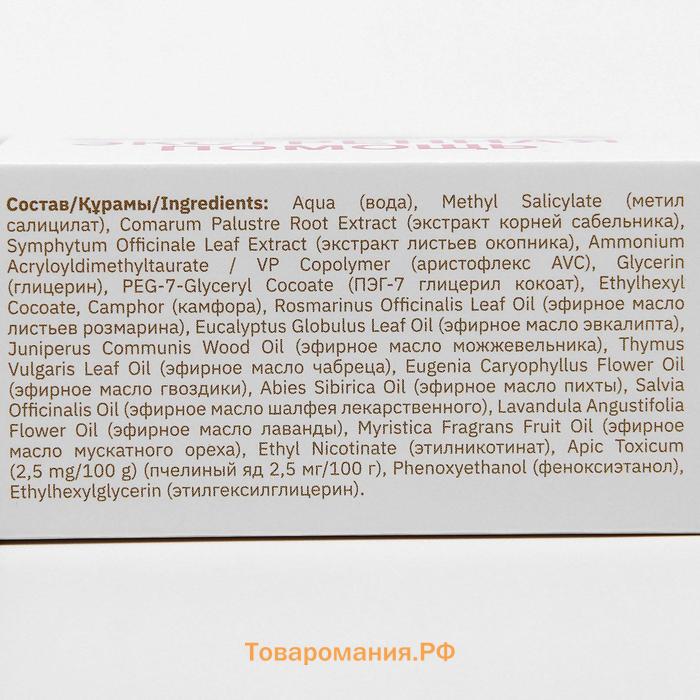 ПОМОЩЬ
Состав/Құрамы/Ingredients: Aqua (вода), Methyl Salicylate (метил
салицилат), Comarum Palustre Root Extract (экстракт корней сабельника),
Symphytum Officinale Leaf Extract (экстракт листьев окопника), Ammonium
Acryloyldimethyltaurate / VP Copolymer (аристофлекс AVC), Glycerin
(глицерин), PEG-7-Glyceryl Cocoate (ПЭГ-7 глицерил кокоат), Ethylhexyl
Cocoate, Camphor (камфора), Rosmarinus Officinalis Leaf Oil (эфирное масло
листьев розмарина), Eucalyptus Globulus Leaf Oil (эфирное масло эвкалипта),
Juniperus Communis Wood Oil (эфирное масло можжевельника), Thymus
Vulgaris Leaf Oil (эфирное масло чабреца), Eugenia Caryophyllus Flower Oil
(эфирное масло гвоздики), Abies Sibirica Oil (эфирное масло пихты), Salvia
Officinalis Oil (эфирное масло шалфея лекарственного), Lavandula Angustifolia
Flower Oil (эфирное масло лаванды), Myristica Fragrans Fruit Oil (эфирное
масло мускатного ореха), Ethyl Nicotinate (этилникотинат), Apic Toxicum
(2,5 mg/100 g) (пчелиный яд 2,5 мг/100 г), Phenoxyethanol (феноксиэтанол),
Ethylhexylglycerin (этилгексилглицерин).
Товаромания.РФ